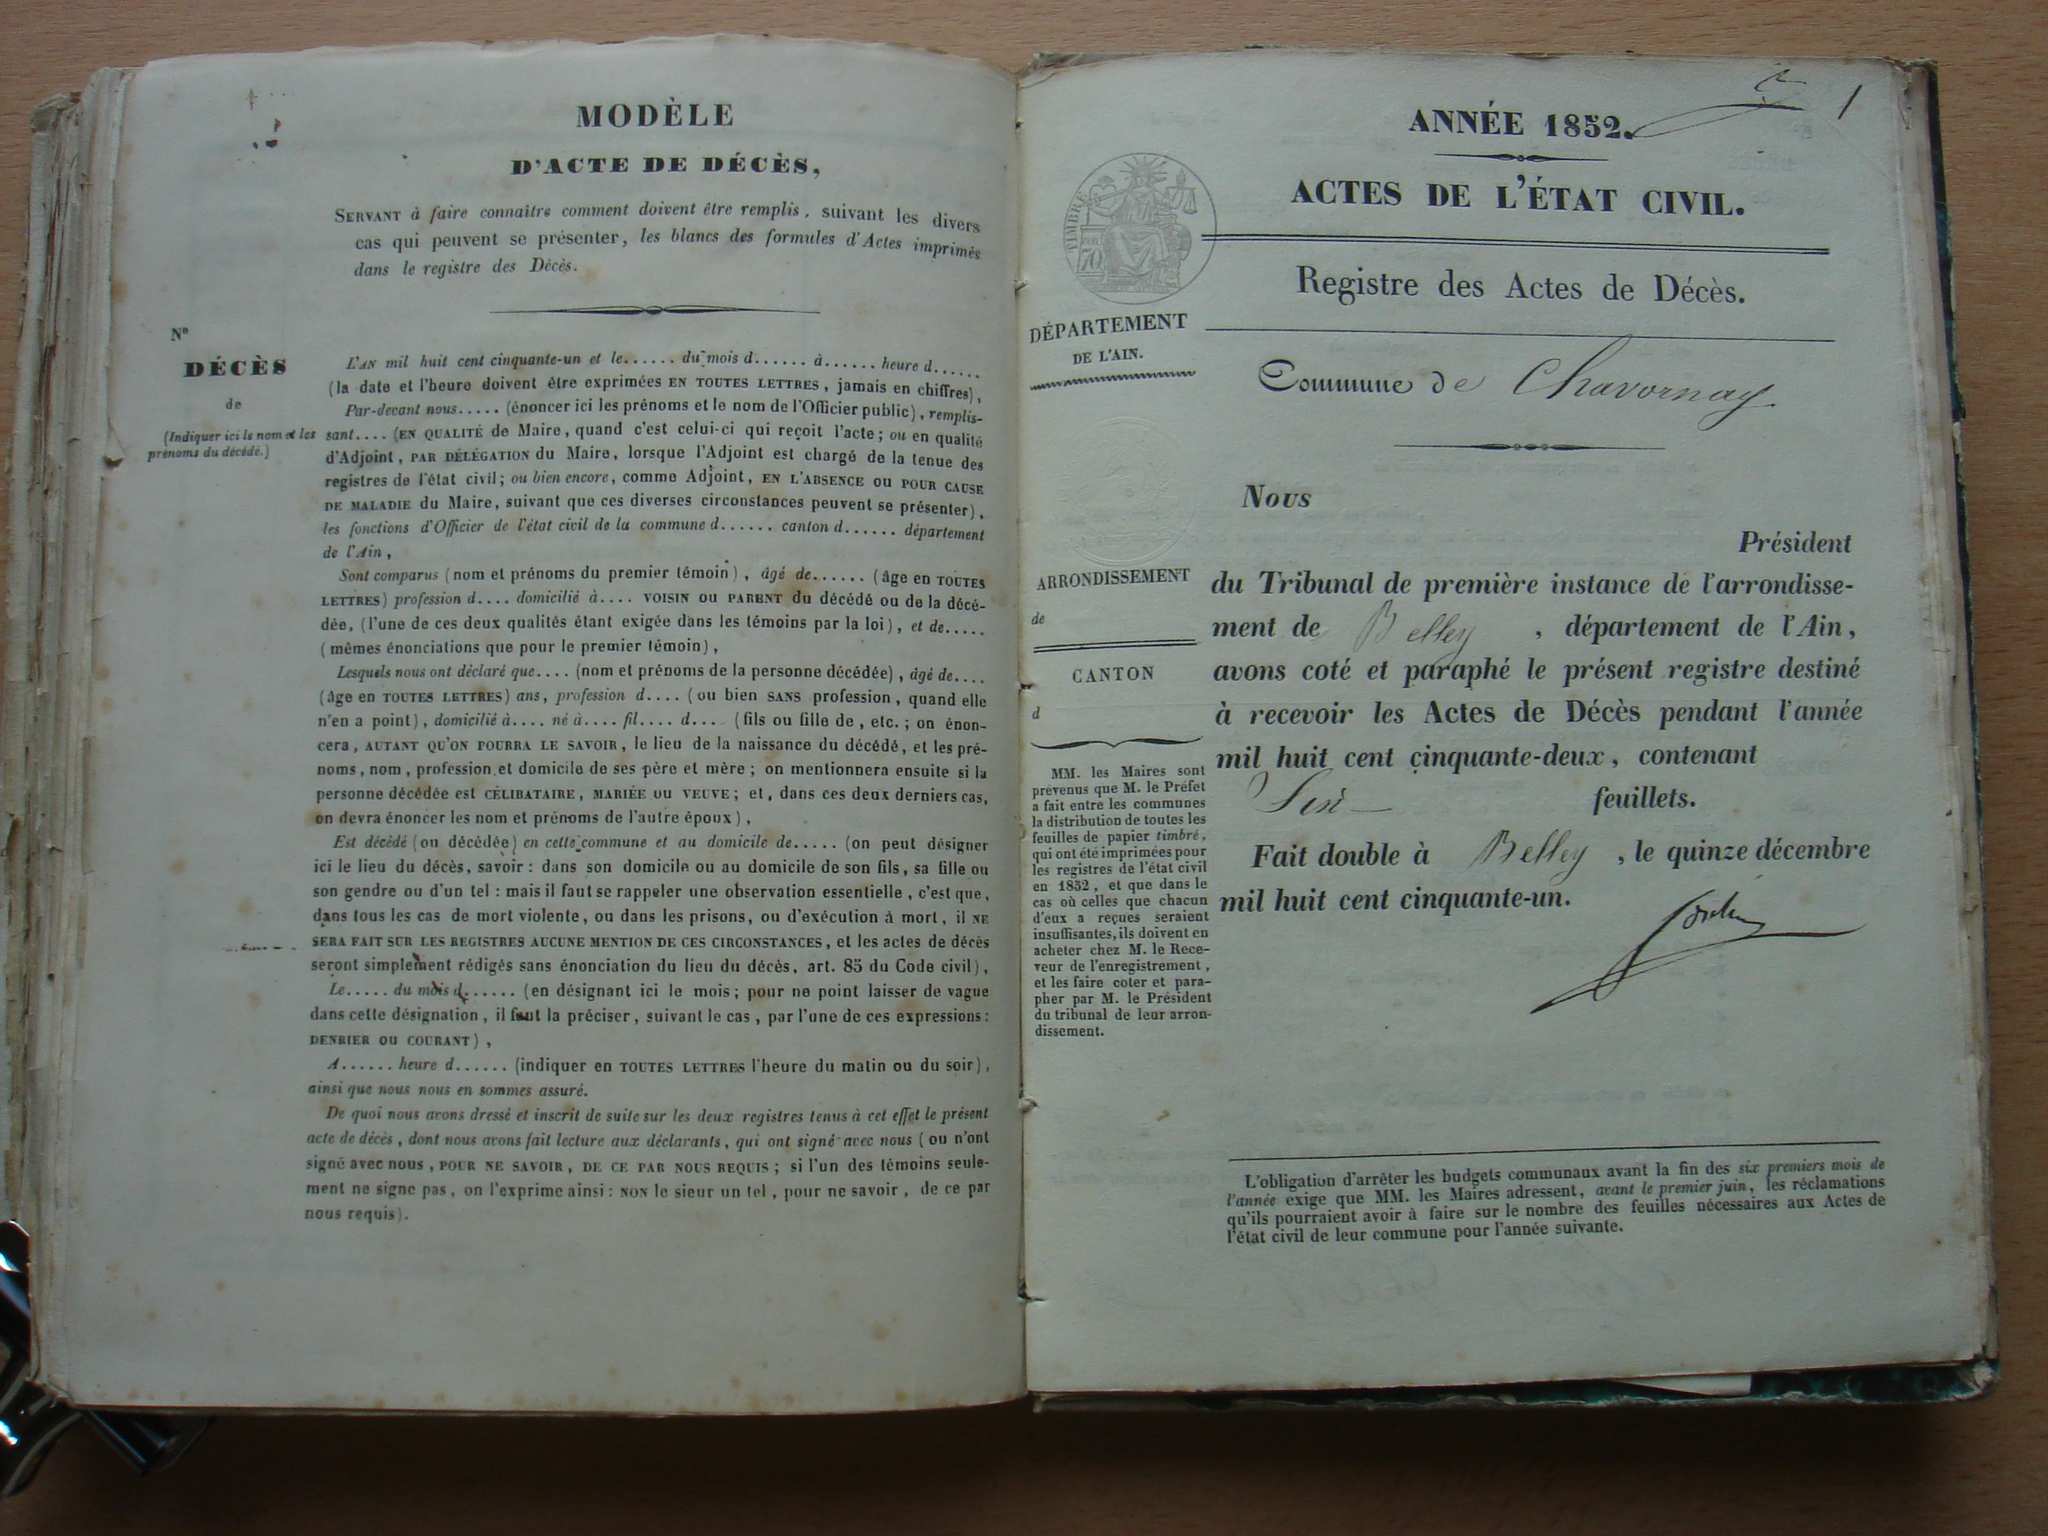 MODÈLE
D'ACTE DE DÉCÈS,
SERVANT à faire connaître comment doivent être remplis, suivant les divers
cas qui peuvent se présenter, les blancs des formules d'Actes imprimés
dans le registre des Décès.
No
DÉCÈS
de
(Indiquer ici le nom et les
prénoms du décédé.)
L'AN mil huit cent cinquante-un et le...... du mois d...... à...... heure d......
(la date et l'heure doivent être exprimées EN TOUTES LETTRES, jamais en chiffres),
Par-devant nous..... (énoncer ici les prénoms et le nom de l'Officier public), remplis-
sant.... (EN QUALITÉ de Maire, quand c'est celui-ci qui reçoit l'acte; ou en qualité
d'Adjoint, PAR DÉLÉGATION du Maire, lorsque l'Adjoint est chargé de la tenue des
registres de l'état civil; ou bien encore, comme Adjoint, EN L'ABSENCE OU POUR CAUSE
DE MALADIE du Maire, suivant que ces diverses circonstances peuvent se présenter),
les fonctions d'Officier de l'état civil de la commune d...... canton d...... département
de l'Ain,
Sont comparus (nom et prénoms du premier témoin), âgé de...... (âge en TOUTES
LETTRES) profession d.... domicilié à.... VOISIN OU PARENT du décédé ou de la décé-
dée, (l'une de ces deux qualités étant exigée dans les témoins par la loi), et de.....
(mêmes énonciations que pour le premier témoin),
Lesquels nous ont déclaré que.... (nom et prénoms de la personne décédée), âgé de....
(âge en TOUTES LETTRES) ans, profession d.... (ou bien SANS profession, quand elle
n'en a point), domicilié à.... né à.... fil.... d.... (fils ou fille de, etc.; on énon-
cera, AUTANT QU'ON POURRA LE SAVOIR, le lieu de la naissance du décédé, et les pré-
noms, nom, profession et domicile de ses père et mère; on mentionnera ensuite si la
personne décédée est CÉLIBATAIRE, MARIÉE OU VEUVE; et, dans ces deux derniers cas,
on devra énoncer les nom et prénoms de l'autre époux),
Est décédé (ou décédée) en cette commune et au domicile de..... (on peut désigner
ici le lieu du décès, savoir: dans son domicile ou au domicile de son fils, sa fille ou
son gendre ou d'un tel: mais il faut se rappeler une observation essentielle, c'est que,
dans tous les cas de mort violente, ou dans les prisons, ou d'exécution à mort, il NE
SERA FAIT SUR LES REGISTRES AUCUNE MENTION DE CES CIRCONSTANCES, et les actes de décès
seront simplement rédigés sans énonciation du lieu du décès, art. 85 du Code civil),
Le..... du mois d...... (en désignant ici le mois; pour ne point laisser de vague
dans cette désignation, il faut la préciser, suivant le cas, par l'une de ces expressions:
DERNIER OU COURANT),
A...... heure d...... (indiquer en TOUTES LETTRES l'heure du matin ou du soir),
ainsi que nous nous en sommes assuré.
De quoi nous avons dressé et inscrit de suite sur les deux registres tenus à cet effet le présent
acte de décès, dont nous avons fait lecture aux déclarants, qui ont signé avec nous (ou n'ont
signé avec nous, POUR NE SAVOIR, DE CE PAR NOUS REQUIS; si l'un des témoins seule-
ment ne signe pas, on l'exprime ainsi: NON le sieur un tel, pour ne savoir, de ce par
nous requis).
1
ANNÉE 1852.
ACTES DE L'ÉTAT CIVIL.
TIMBRE
70
Registre des Actes de Décès.
DÉPARTEMENT
DE L'AIN.
Commune de Chavornay
ARRONDISSEMENT
de
CANTON
d
MM. les Maires sont
prévenus que M. le Préfet
a fait entre les communes
la distribution de toutes les
feuilles de papier timbré,
qui ont été imprimées pour
les registres de l'état civil
en 1852, et que dans le
cas où celles que chacun
d'eux a reçues seraient
insuffisantes, ils doivent en
acheter chez M. le Rece-
veur de l'enregistrement,
et les faire coter et para-
pher par M. le Président
du tribunal de leur arron-
dissement.
Nous
Président
du Tribunal de première instance de l'arrondisse-
ment de Belley, département de l'Ain,
avons coté et paraphé le présent registre destiné
à recevoir les Actes de Décès pendant l'année
mil huit cent cinquante-deux, contenant
feuillets.
Fait double à Belley, le quinze décembre
mil huit cent cinquante-un.
L'obligation d'arrêter les budgets communaux avant la fin des six premiers mois de
l'année exige que MM. les Maires adressent, avant le premier juin, les réclamations
qu'ils pourraient avoir à faire sur le nombre des feuilles nécessaires aux Actes de
l'état civil de leur commune pour l'année suivante.